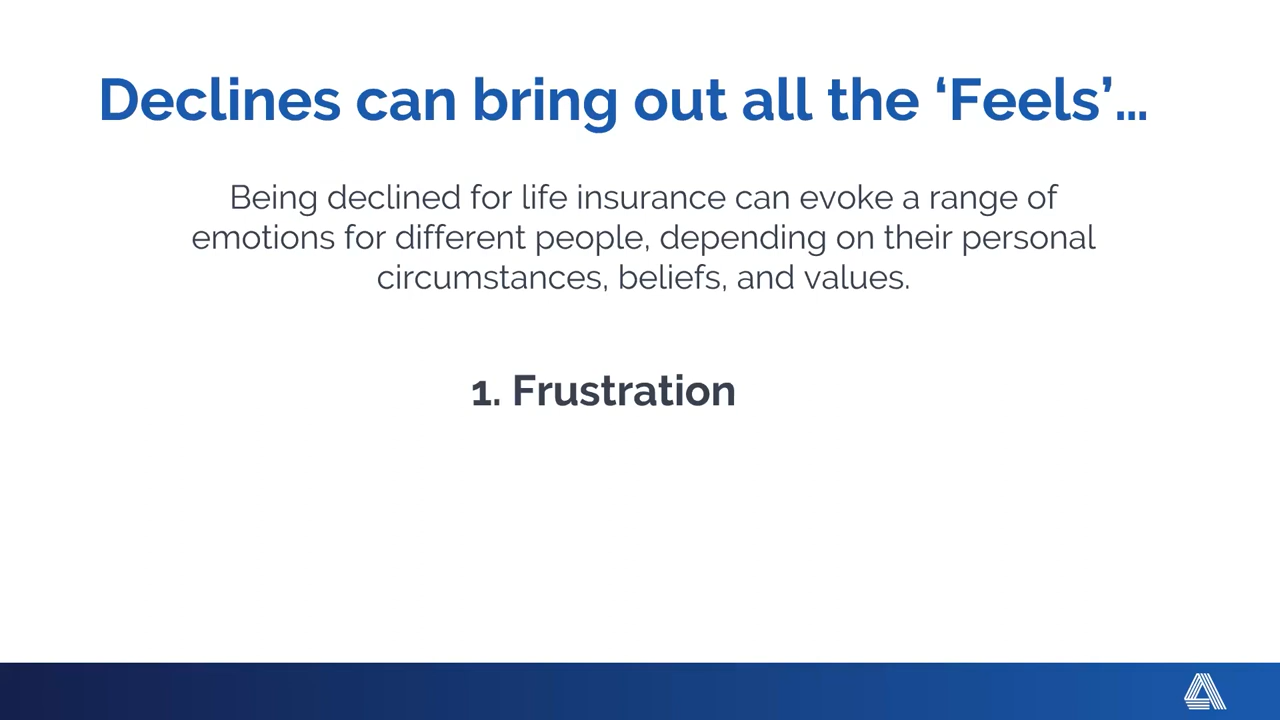 Declines can bring out all the ‘Feels’...
Being declined for life insurance can evoke a range of
emotions for different people, depending on their personal
circumstances, beliefs, and values.
1. Frustration